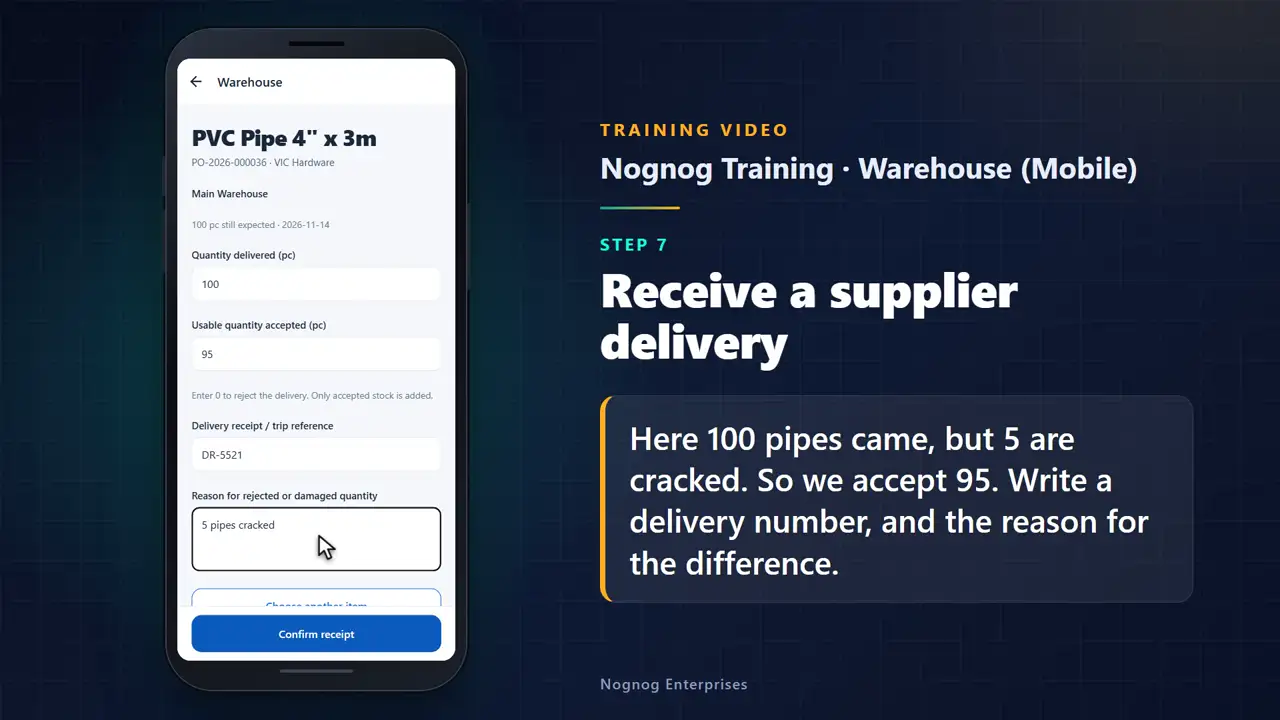 Warehouse
PVC Pipe 4" x 3m
PO-2026-000036 · VIC Hardware
Main Warehouse
100 pc still expected · 2026-11-14
Quantity delivered (pc)
100
Usable quantity accepted (pc)
95
Enter 0 to reject the delivery. Only accepted stock is added.
Delivery receipt / trip reference
DR-5521
Reason for rejected or damaged quantity
5 pipes cracked
Choose another item
Confirm receipt
TRAINING VIDEO
Nognog Training · Warehouse (Mobile)
STEP 7
Receive a supplier
delivery
Here 100 pipes came, but 5 are
cracked. So we accept 95. Write a
delivery number, and the reason for
the difference.
Nognog Enterprises